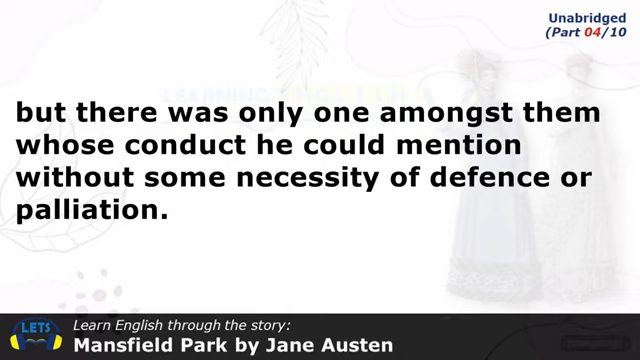 Unabridged
(Part 04/10
but there was only one amongst them
whose conduct he could mention
without some necessity of defence or
palliation.
LETS
Learn English through the story:
Mansfield Park by Jane Austen